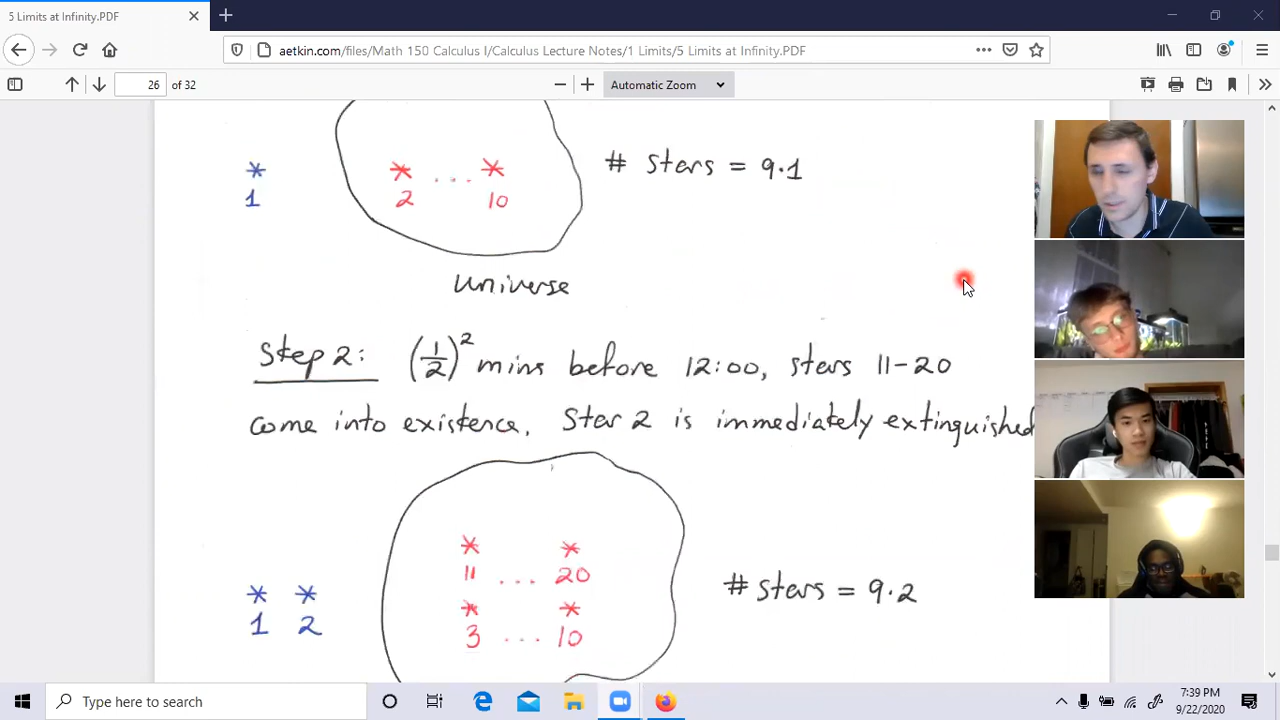 5 Limits at Infinity.PDF
aetkin.com/files/Math 150 Calculus I/Calculus Lecture Notes/1 Limits/5 Limits at Infinity.PDF
26 of 32
Automatic Zoom
* * ... * # stars = 9·1
1 2 10
Universe
Step 2: (1/2)^2 mins before 12:00, stars 11-20
come into existence. Star 2 is immediately extinguished
* *
11 ... 20
* * * * # stars = 9·2
1 2 3 ... 10
Type here to search
7:39 PM
9/22/2020